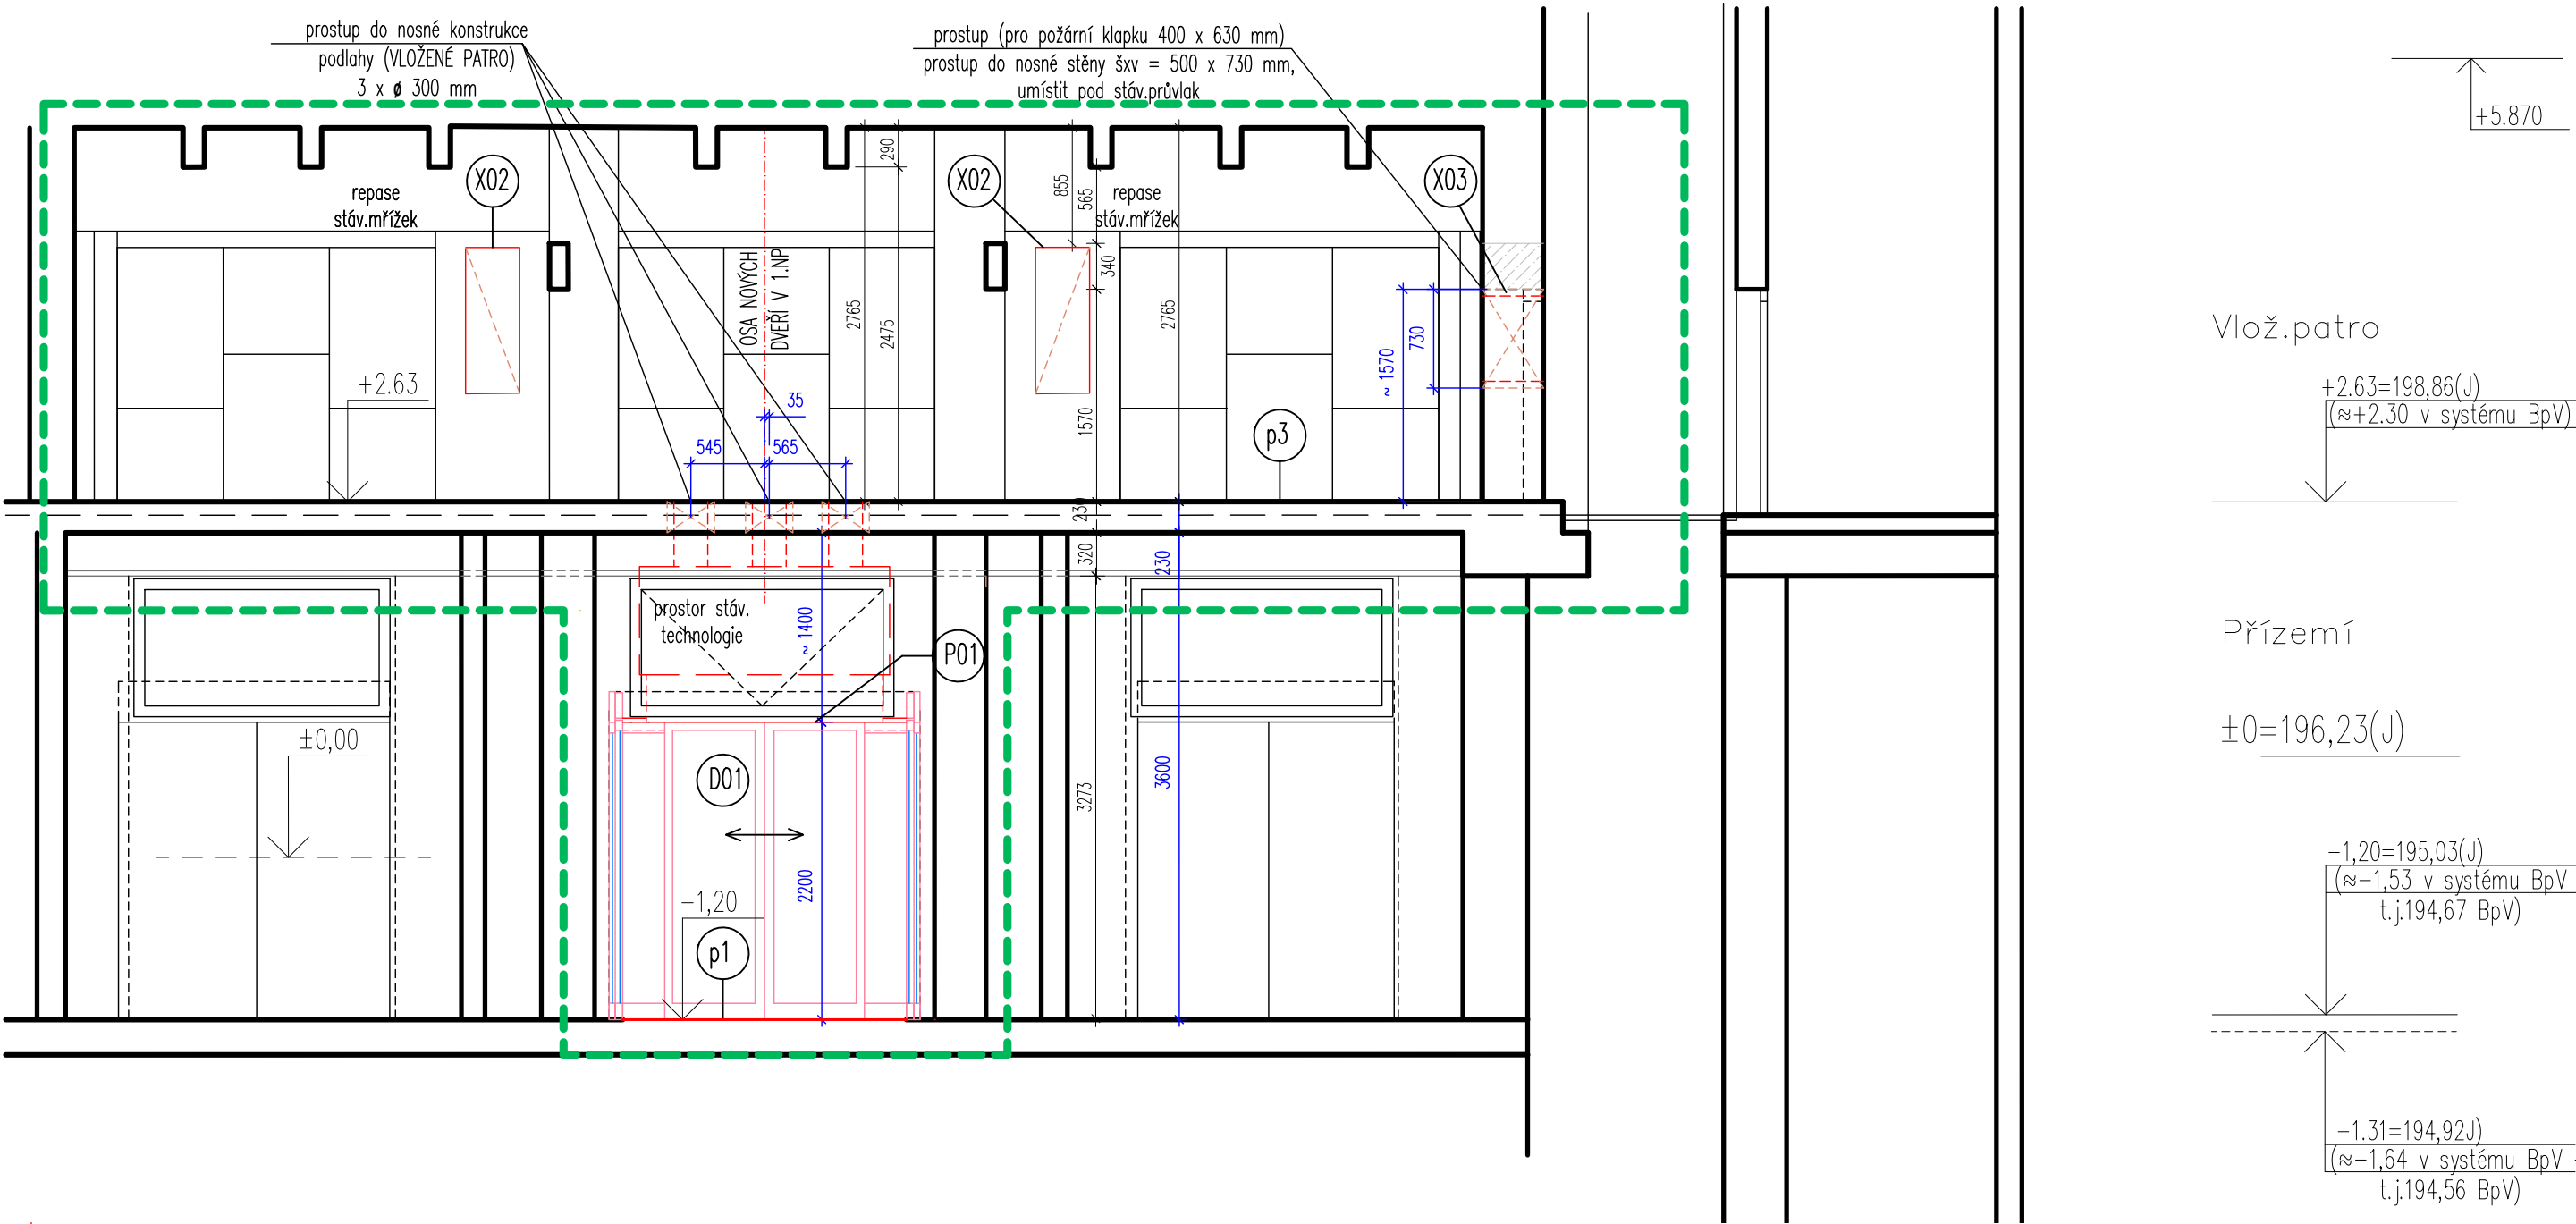 prostup do nosné konstrukce
podlahy (VLOŽENÉ PATRO)
3 x ø 300 mm
prostup (pro požární klapku 400 x 630 mm)
prostup do nosné stěny šxv = 500 x 730 mm,
umístit pod stáv.průvlak
+5.870
X02
repase
stáv.mřížek
290
X02
855
565
repase
stáv.mřížek
X03
OSA NOVÝCH
DVEŘÍ V 1.NP
2765
2475
340
2765
~ 1570
730
Vlož.patro
+2.63
+2.63=198,86(J)
(≈+2.30 v systému BpV)
35
545
565
1570
p3
230
320
230
prostor stáv.
technologie
~ 1400
P01
Přízemí
±0,00
±0=196,23(J)
D01
3273
3600
2200
-1,20
p1
-1,20=195,03(J)
(≈-1,53 v systému BpV
t.j.194,67 BpV)
-1.31=194,92J)
(≈-1,64 v systému BpV -
t.j.194,56 BpV)